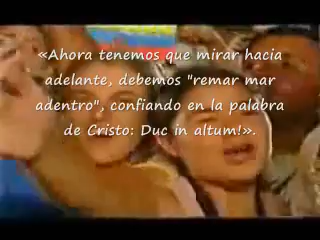 «Ahora tenemos que mirar hacia
adelante, debemos "remar mar
adentro", confiando en la palabra
de Cristo: Duc in altum!».